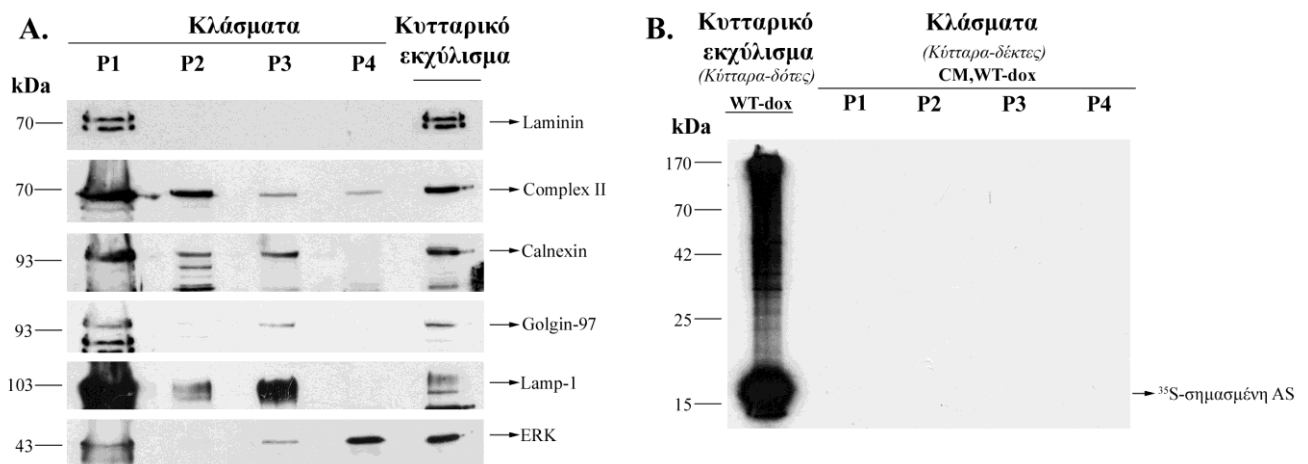 A.
Κλάσματα
Κυτταρικό
εκχύλισμα
P1 P2 P3 P4
kDa
70 Laminin
70 Complex II
93 Calnexin
93 Golgin-97
103 Lamp-1
43 ERK
B.
Κυτταρικό
εκχύλισμα
(Κύτταρα-δότες)
WT-dox
Κλάσματα
(Κύτταρα-δέκτες)
CM,WT-dox
P1 P2 P3 P4
kDa
170
70
42
25
15
³⁵S-σημασμένη AS